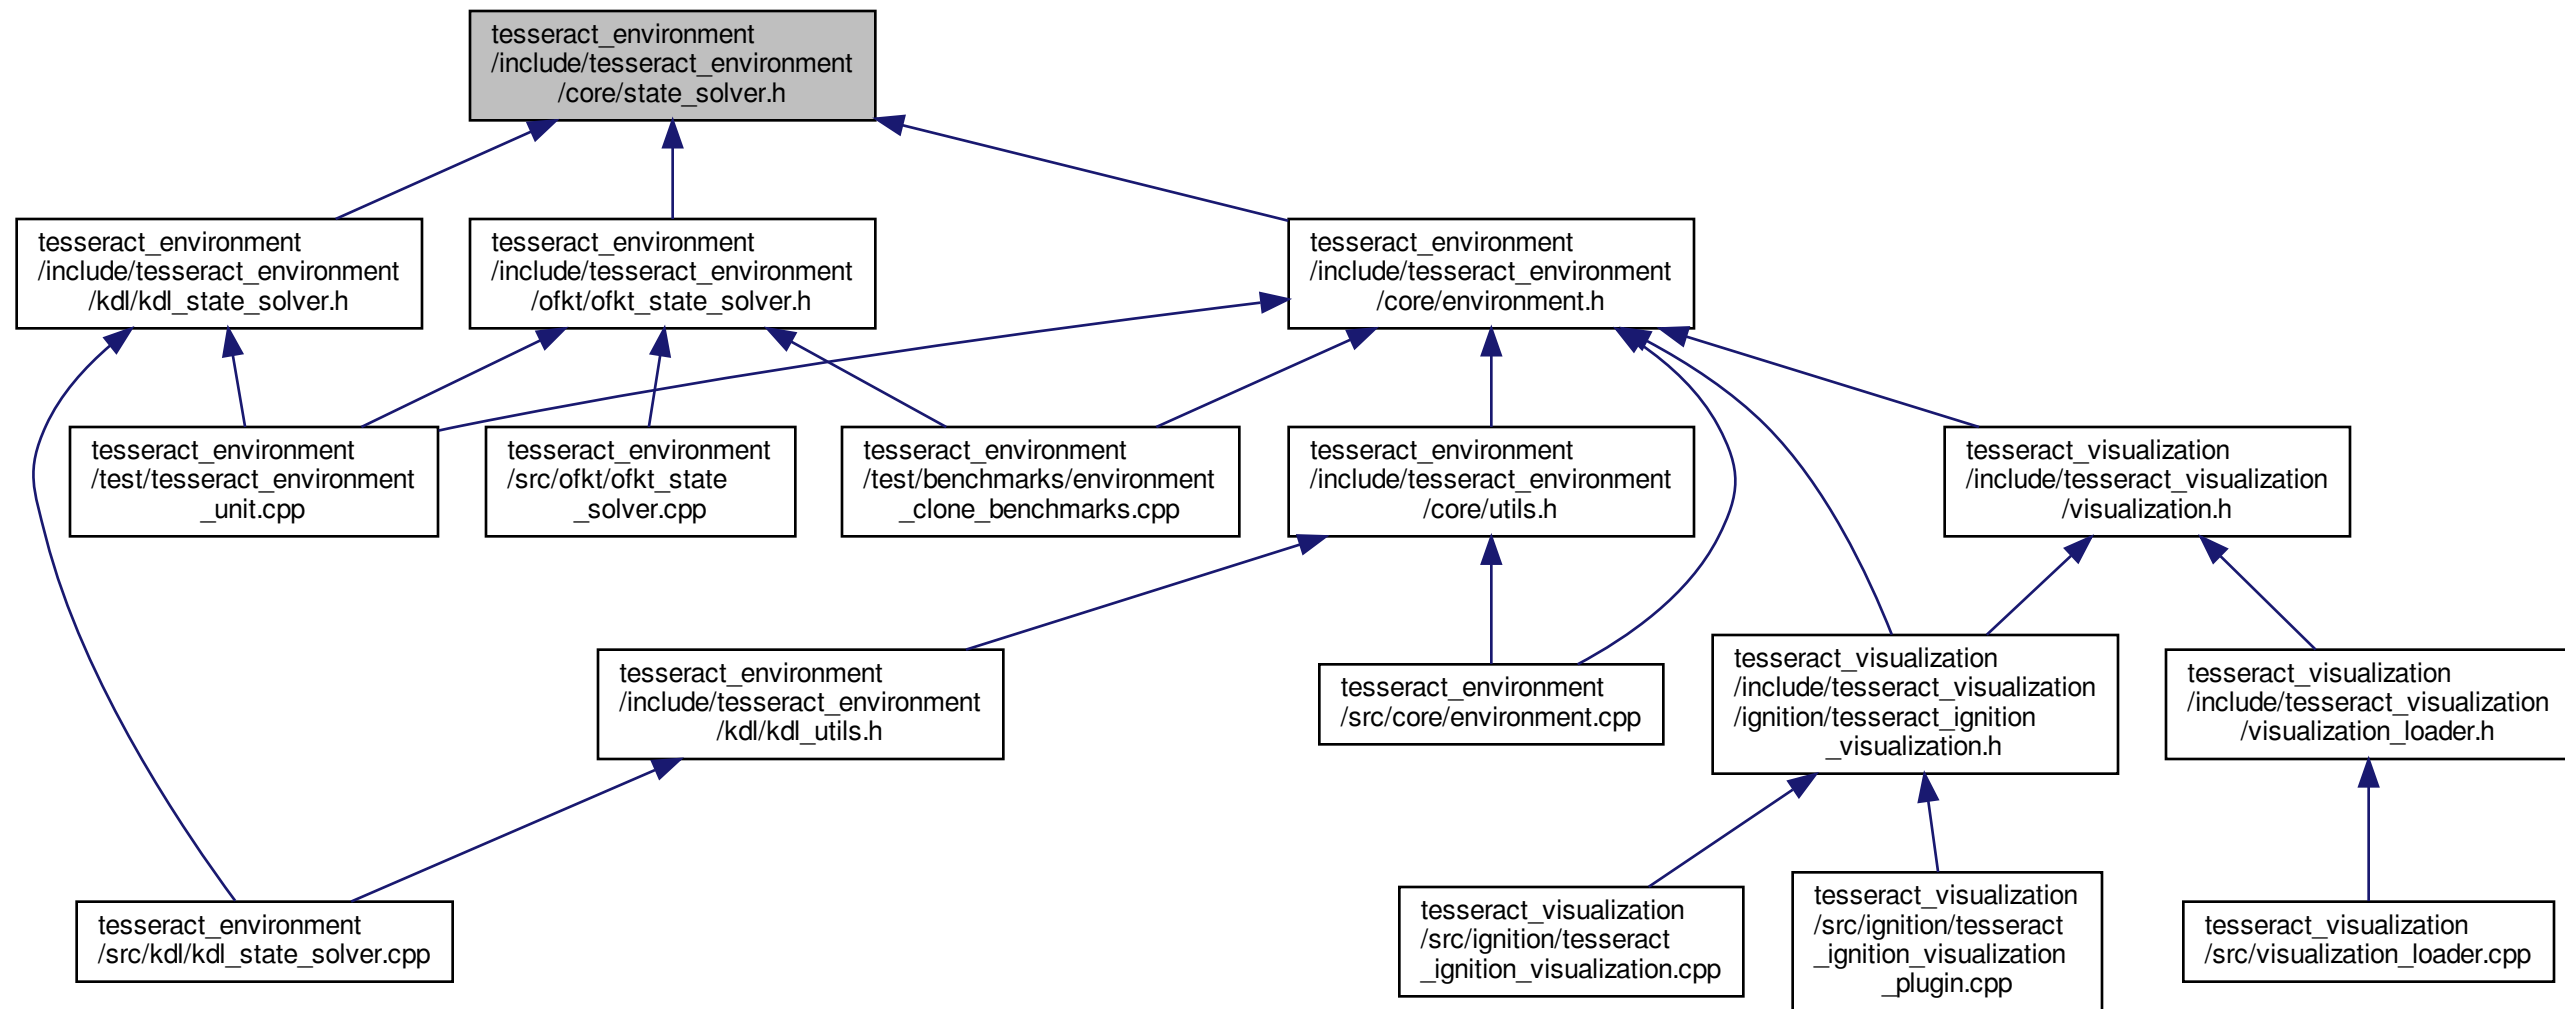 tesseract_environment
/include/tesseract_environment
/core/state_solver.h
tesseract_environment
/include/tesseract_environment
/kdl/kdl_state_solver.h
tesseract_environment
/include/tesseract_environment
/ofkt/ofkt_state_solver.h
tesseract_environment
/include/tesseract_environment
/core/environment.h
tesseract_environment
/test/tesseract_environment
_unit.cpp
tesseract_environment
/src/ofkt/ofkt_state
_solver.cpp
tesseract_environment
/test/benchmarks/environment
_clone_benchmarks.cpp
tesseract_environment
/include/tesseract_environment
/core/utils.h
tesseract_visualization
/include/tesseract_visualization
/visualization.h
tesseract_environment
/include/tesseract_environment
/kdl/kdl_utils.h
tesseract_environment
/src/core/environment.cpp
tesseract_visualization
/include/tesseract_visualization
/ignition/tesseract_ignition
_visualization.h
tesseract_visualization
/include/tesseract_visualization
/visualization_loader.h
tesseract_environment
/src/kdl/kdl_state_solver.cpp
tesseract_visualization
/src/ignition/tesseract
_ignition_visualization.cpp
tesseract_visualization
/src/ignition/tesseract
_ignition_visualization
_plugin.cpp
tesseract_visualization
/src/visualization_loader.cpp